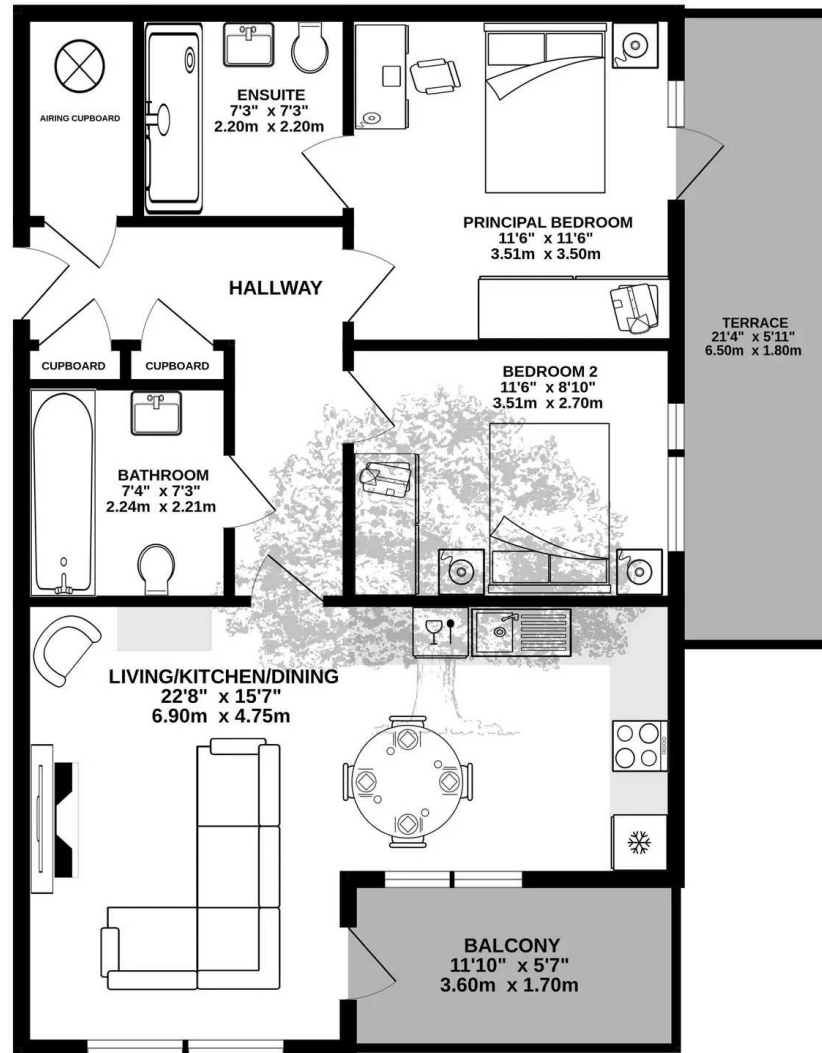 AIRING CUPBOARD
ENSUITE
7'3" x 7'3"
2.20m x 2.20m
PRINCIPAL BEDROOM
11'6" x 11'6"
3.51m x 3.50m
HALLWAY
TERRACE
21'4" x 5'11"
6.50m x 1.80m
CUPBOARD
CUPBOARD
BEDROOM 2
11'6" x 8'10"
3.51m x 2.70m
BATHROOM
7'4" x 7'3"
2.24m x 2.21m
LIVING/KITCHEN/DINING
22'8" x 15'7"
6.90m x 4.75m
BALCONY
11'10" x 5'7"
3.60m x 1.70m